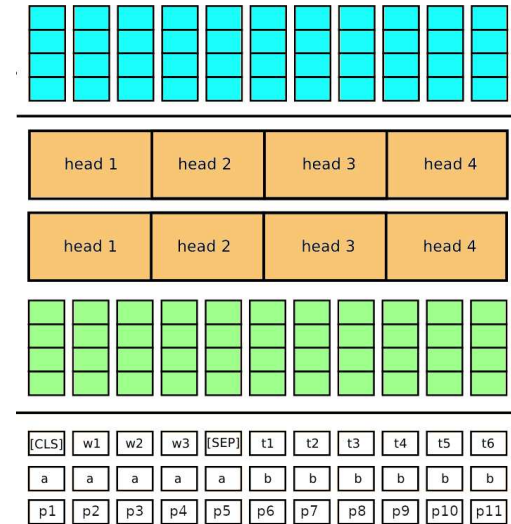 head 1 head 2 head 3 head 4
head 1 head 2 head 3 head 4
[CLS] w1 w2 w3 [SEP] t1 t2 t3 t4 t5 t6
a a a a a b b b b b b
p1 p2 p3 p4 p5 p6 p7 p8 p9 p10 p11